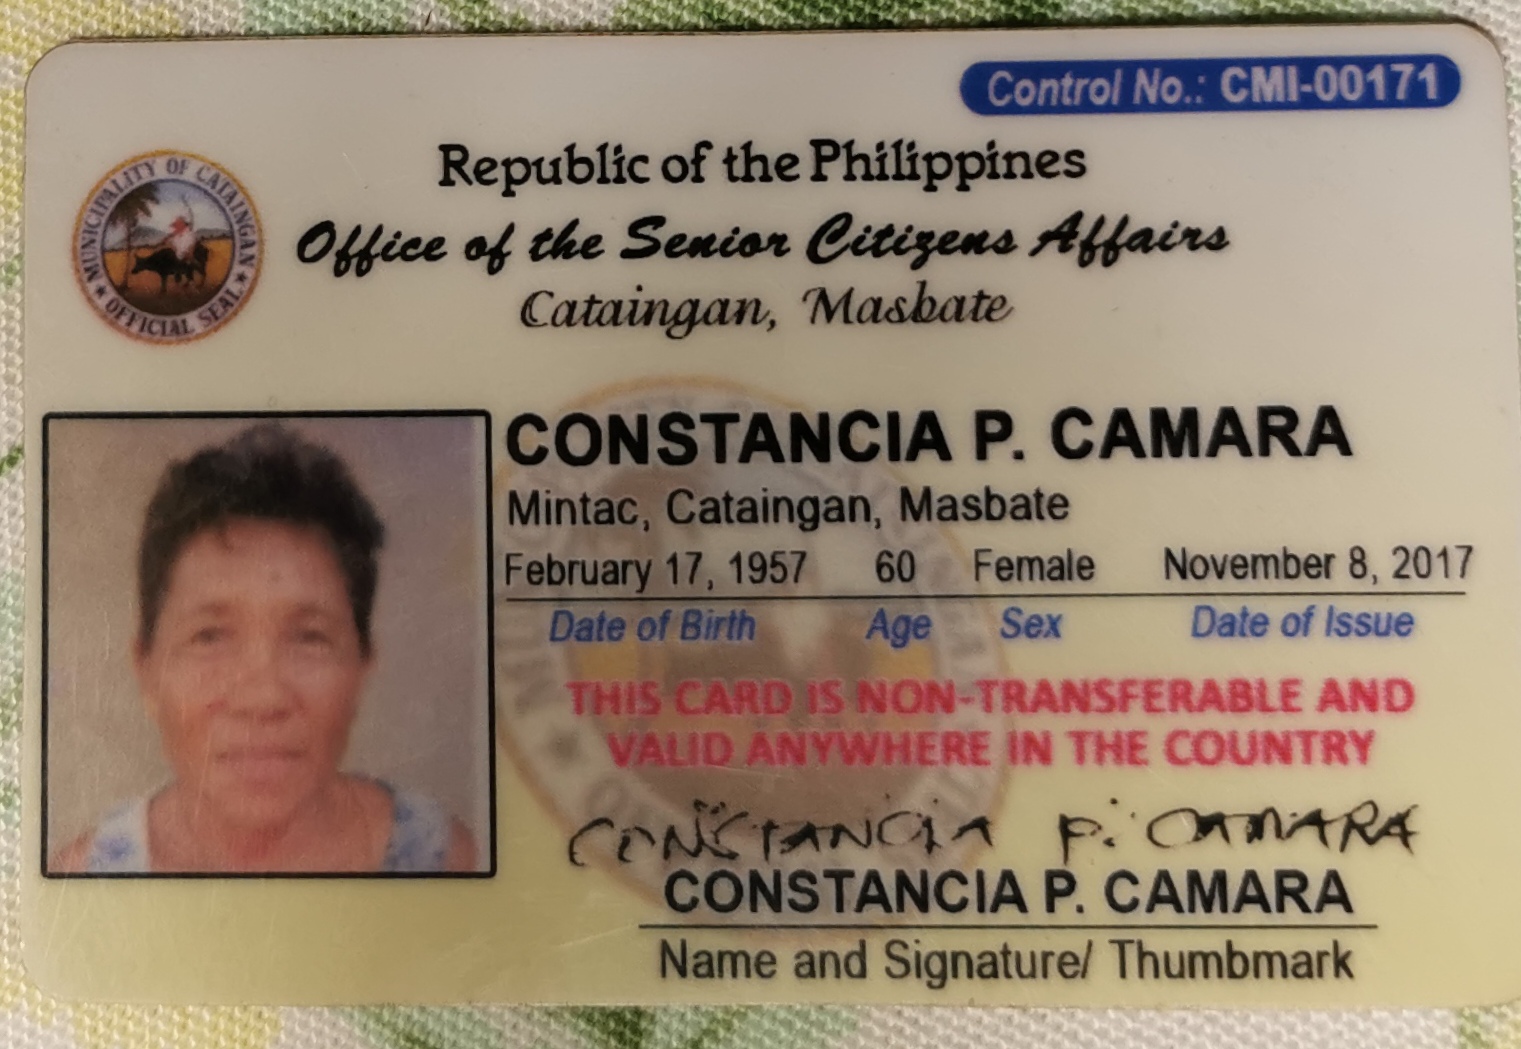 Control No.: CMI-00171
Republic of the Philippines
Office of the Senior Citizens Affairs
Cataingan, Masbate
MUNICIPALITY OF CATAINGAN
OFFICIAL SEAL
CONSTANCIA P. CAMARA
Mintac, Cataingan, Masbate
February 17, 1957 60 Female November 8, 2017
Date of Birth Age Sex Date of Issue
THIS CARD IS NON-TRANSFERABLE AND
VALID ANYWHERE IN THE COUNTRY
CONSTANCIA P. CAMARA
CONSTANCIA P. CAMARA
Name and Signature/ Thumbmark